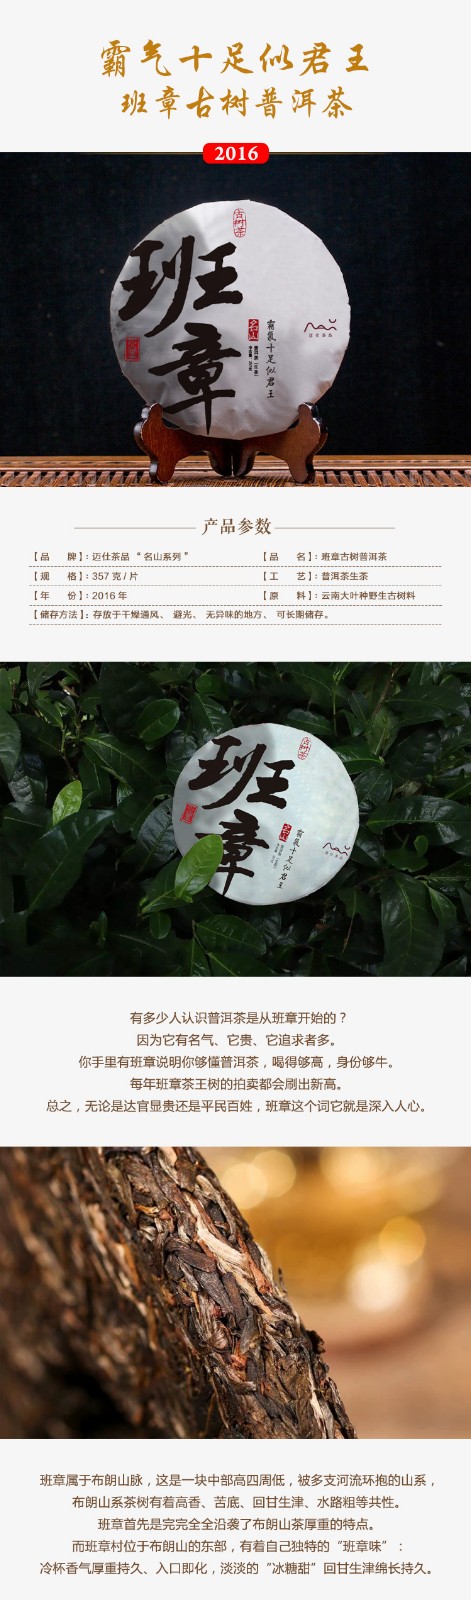 霸气十足似君王
班章古树普洱茶
2016
古树茶
班章
名山
霸气十足似君王
产品参数
【品 牌】：迈仕茶品 “ 名山系列 ”
【品 名】：班章古树普洱茶
【规 格】：357 克 / 片
【工 艺】：普洱茶生茶
【年 份】：2016 年
【原 料】：云南大叶种野生古树料
【储存方法】：存放于干燥通风、 避光、 无异味的地方、 可长期储存。
古树茶
班章
名山
霸气十足似君王
有多少人认识普洱茶是从班章开始的？
因为它有名气、它贵、它追求者多。
你手里有班章说明你够懂普洱茶，喝得够高，身份够牛。
每年班章茶王树的拍卖都会刷出新高。
总之，无论是达官显贵还是平民百姓，班章这个词它就是深入人心。
班章属于布朗山脉，这是一块中部高四周低，被多支河流环抱的山系，
布朗山系茶树有着高香、苦底、回甘生津、水路粗等共性。
班章首先是完完全全沿袭了布朗山茶厚重的特点。
而班章村位于布朗山的东部，有着自己独特的“班章味”：
冷杯香气厚重持久、入口即化，淡淡的“冰糖甜”回甘生津绵长持久。